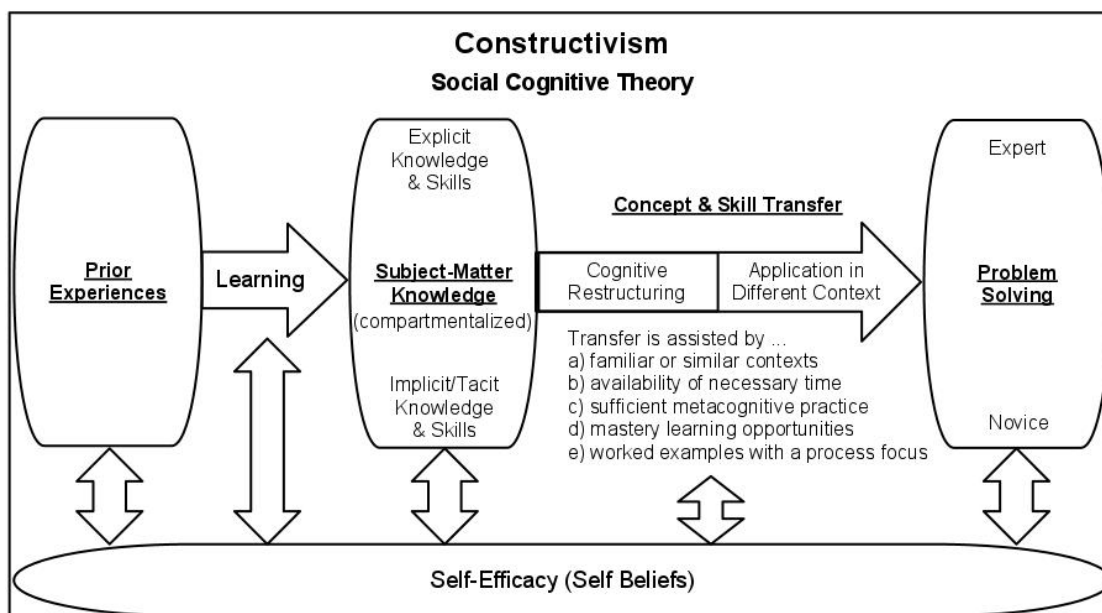 Constructivism
Social Cognitive Theory
Prior
Experiences
Learning
Explicit
Knowledge
& Skills
Subject-Matter
Knowledge
(compartmentalized)
Implicit/Tacit
Knowledge
& Skills
Concept & Skill Transfer
Cognitive
Restructuring
Application in
Different Context
Transfer is assisted by ...
a) familiar or similar contexts
b) availability of necessary time
c) sufficient metacognitive practice
d) mastery learning opportunities
e) worked examples with a process focus
Expert
Problem
Solving
Novice
Self-Efficacy (Self Beliefs)